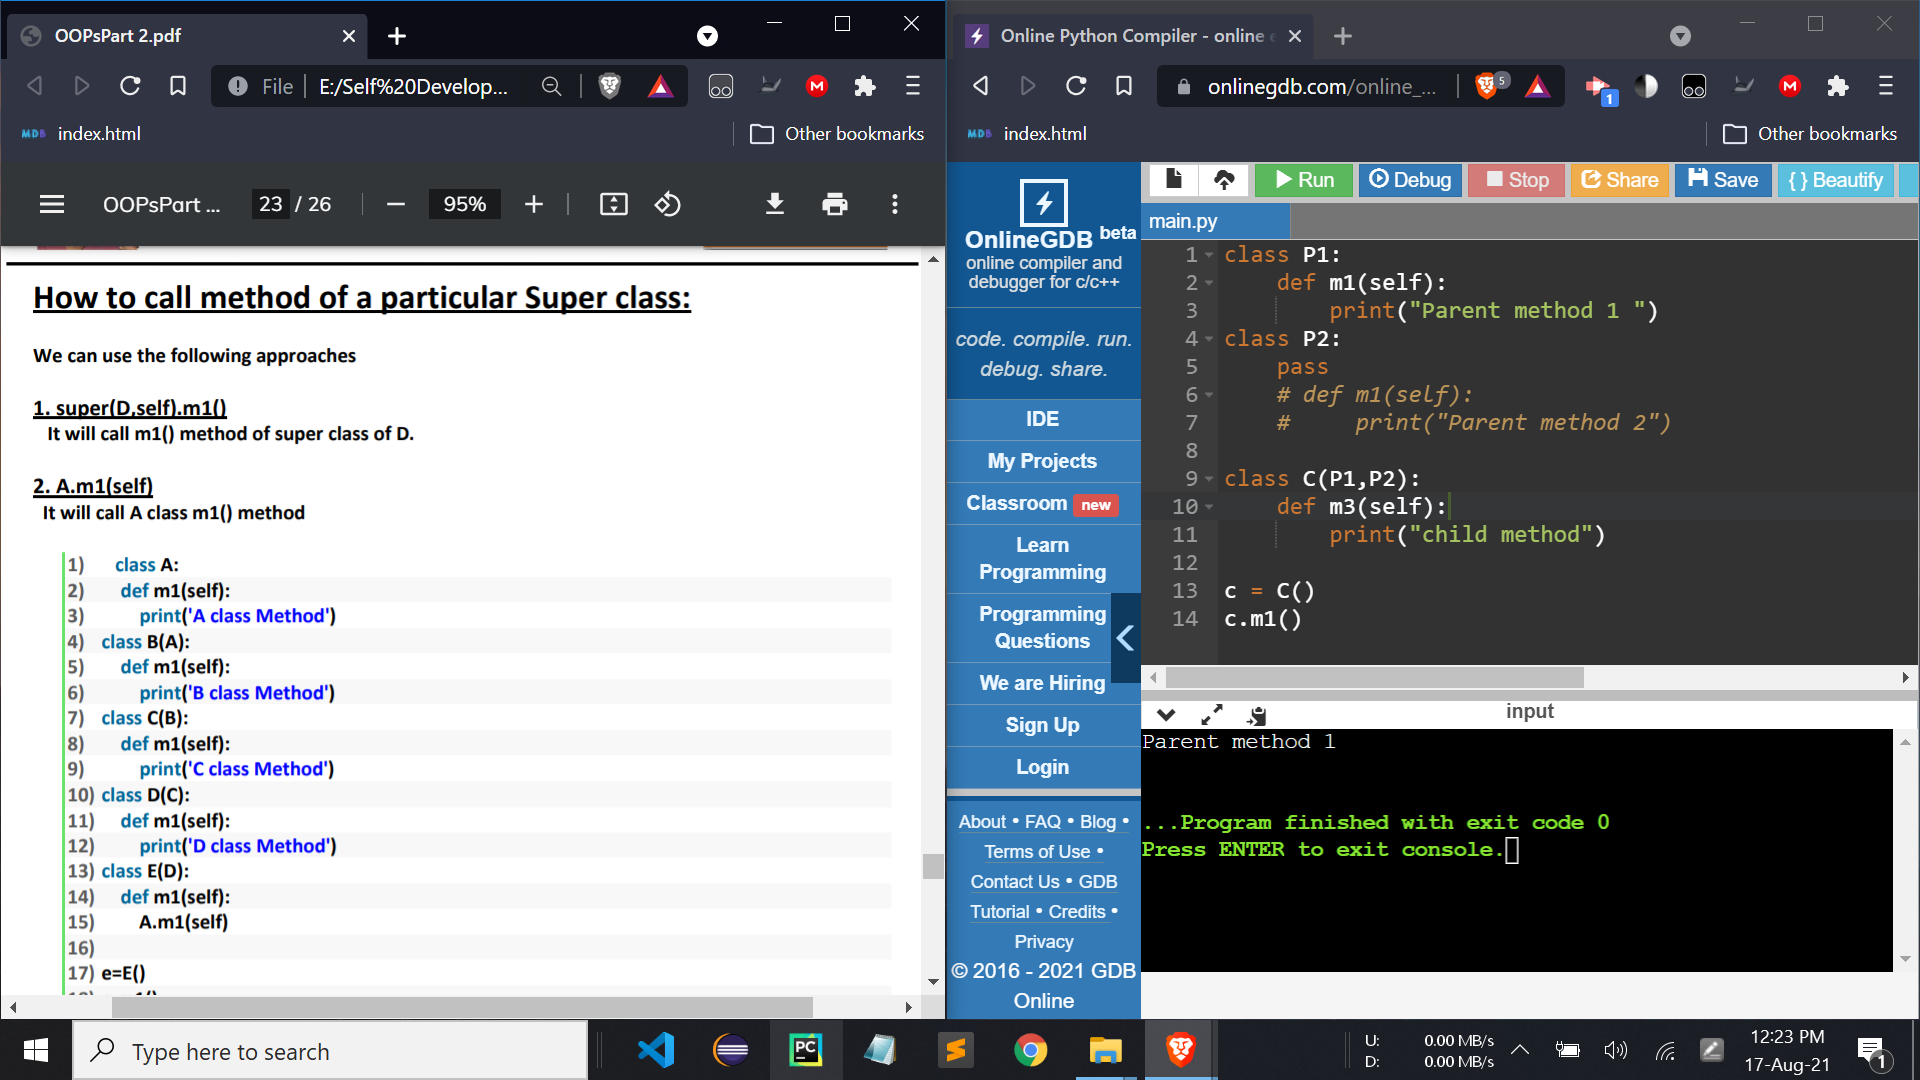 OOPsPart 2.pdf
File
E:/Self%20Develop...
MDB index.html
Other bookmarks
OOPsPart ...
23 / 26
95%
How to call method of a particular Super class:
We can use the following approaches
1. super(D,self).m1()
It will call m1() method of super class of D.
2. A.m1(self)
It will call A class m1() method
1) class A:
2) def m1(self):
3) print('A class Method')
4) class B(A):
5) def m1(self):
6) print('B class Method')
7) class C(B):
8) def m1(self):
9) print('C class Method')
10) class D(C):
11) def m1(self):
12) print('D class Method')
13) class E(D):
14) def m1(self):
15) A.m1(self)
16)
17) e=E()
Online Python Compiler - online
onlinegdb.com/online_...
5
M
1
M
MDB index.html
Other bookmarks
OnlineGDB beta
online compiler and
debugger for c/c++
code. compile. run.
debug. share.
IDE
My Projects
Classroom new
Learn
Programming
Programming
Questions
We are Hiring
Sign Up
Login
About • FAQ • Blog •
Terms of Use •
Contact Us • GDB
Tutorial • Credits •
Privacy
© 2016 - 2021 GDB
Online
Run
Debug
Stop
Share
Save
{ } Beautify
main.py
1 class P1:
2 def m1(self):
3 print("Parent method 1 ")
4 class P2:
5 pass
6 # def m1(self):
7 # print("Parent method 2")
8
9 class C(P1,P2):
10 def m3(self):
11 print("child method")
12
13 c = C()
14 c.m1()
input
Parent method 1
...Program finished with exit code 0
Press ENTER to exit console.
Type here to search
PC
U: 0.00 MB/s
D: 0.00 MB/s
12:23 PM
17-Aug-21
1